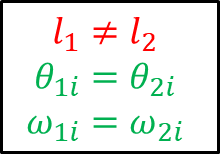 l₁ ≠ l₂
θ₁ᵢ = θ₂ᵢ
ω₁ᵢ = ω₂ᵢ